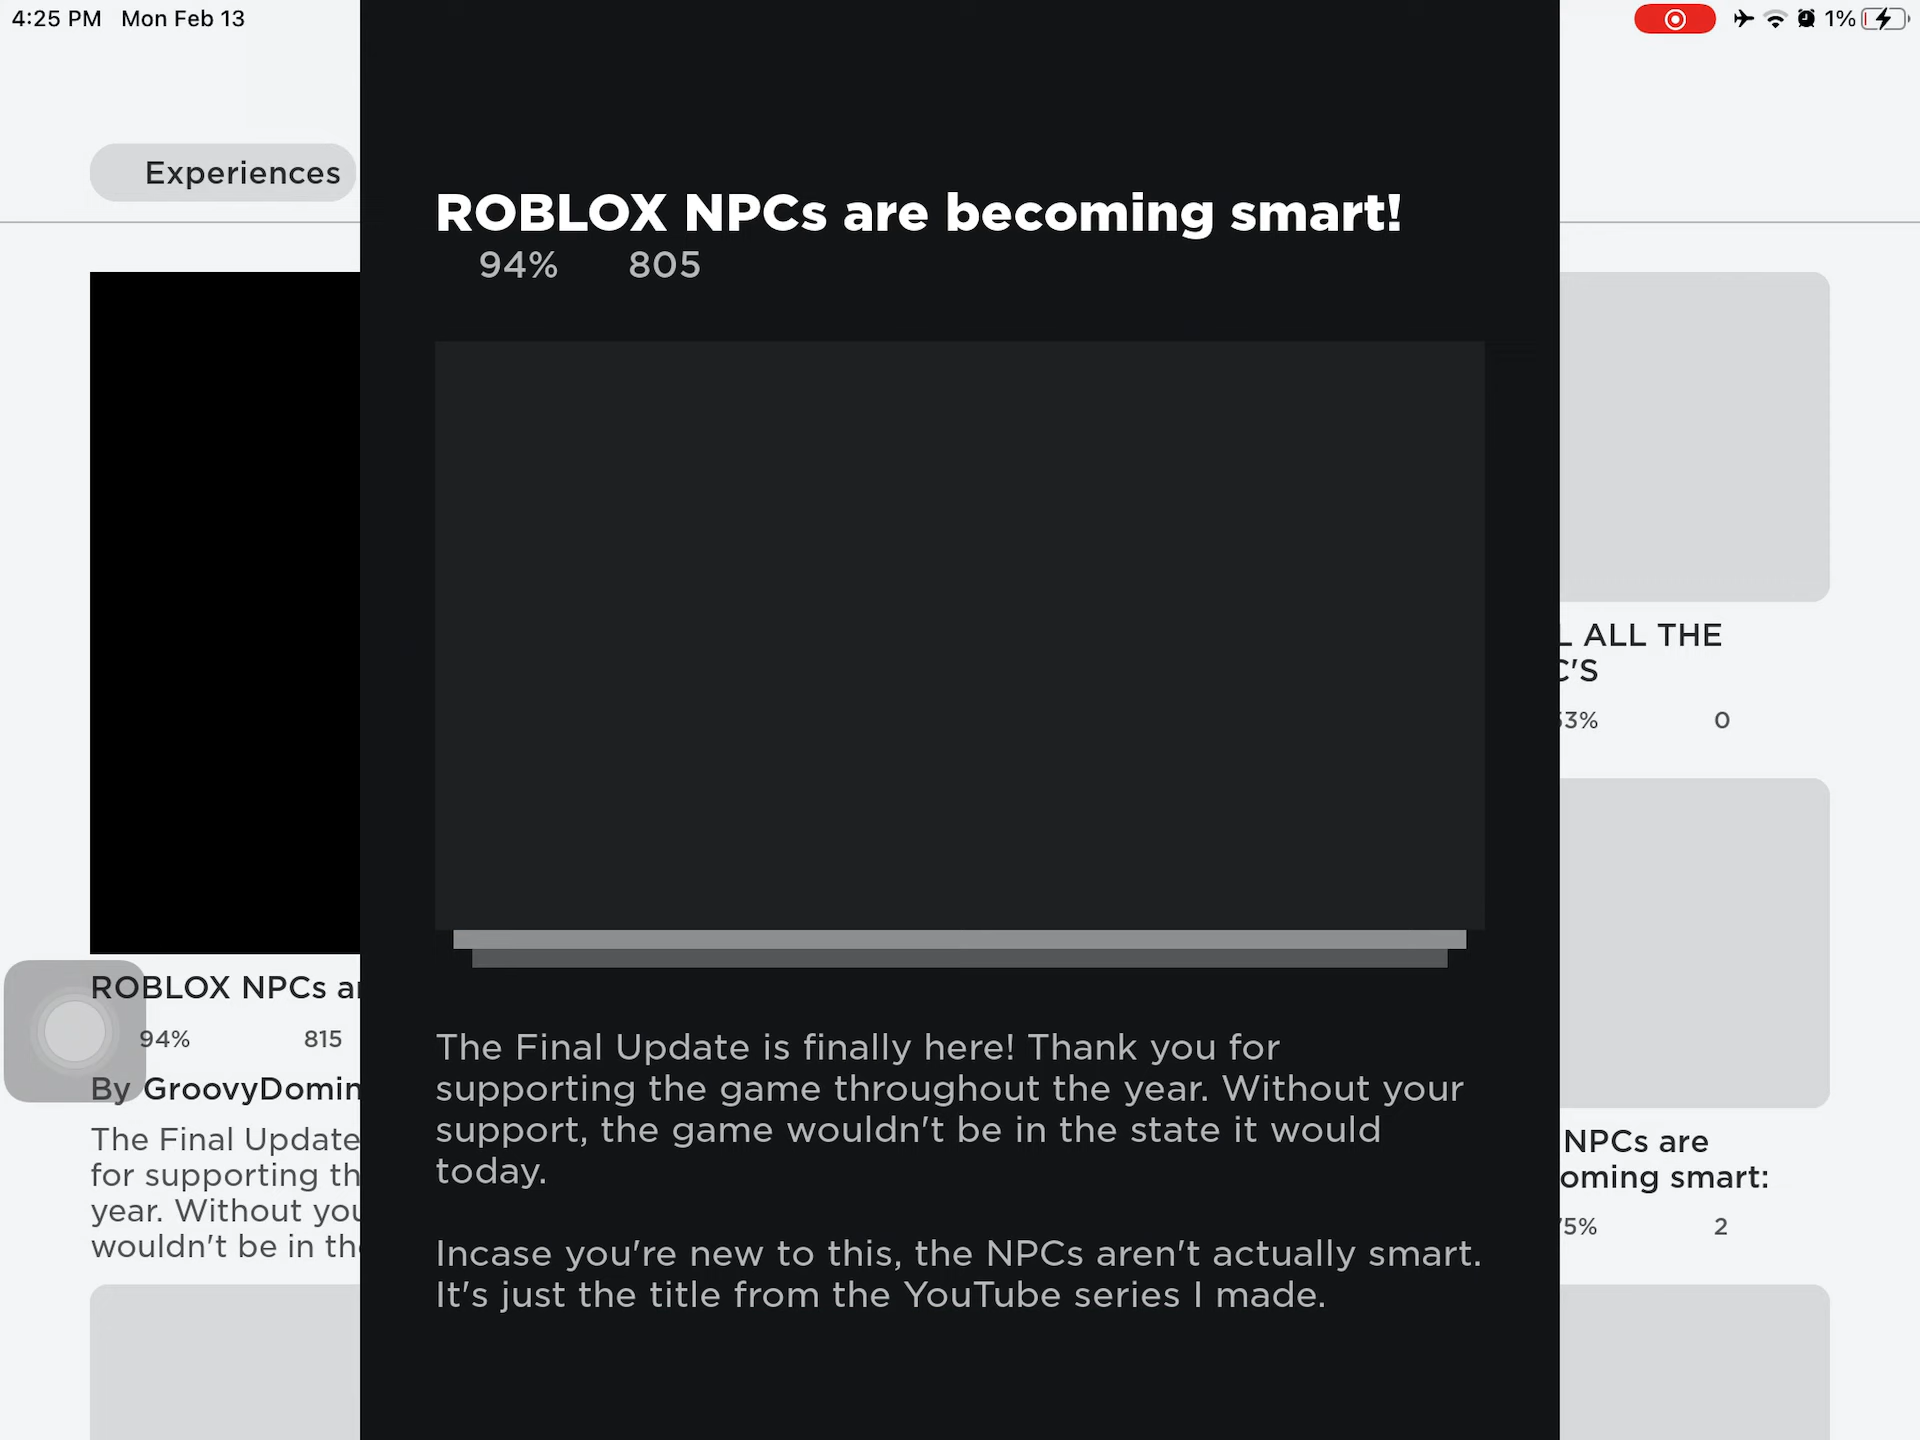 4:25 PM Mon Feb 13
1%
Experiences
ROBLOX NPCs are becoming smart!
94% 805
The Final Update is finally here! Thank you for
supporting the game throughout the year. Without your
support, the game wouldn't be in the state it would
today.
Incase you're new to this, the NPCs aren't actually smart.
It's just the title from the YouTube series I made.
ROBLOX NPCs
94% 815
By GroovyDomin
The Final Update
for supporting th
year. Without you
wouldn't be in the
ALL THE
C'S
53% 0
NPCs are
oming smart:
75% 2